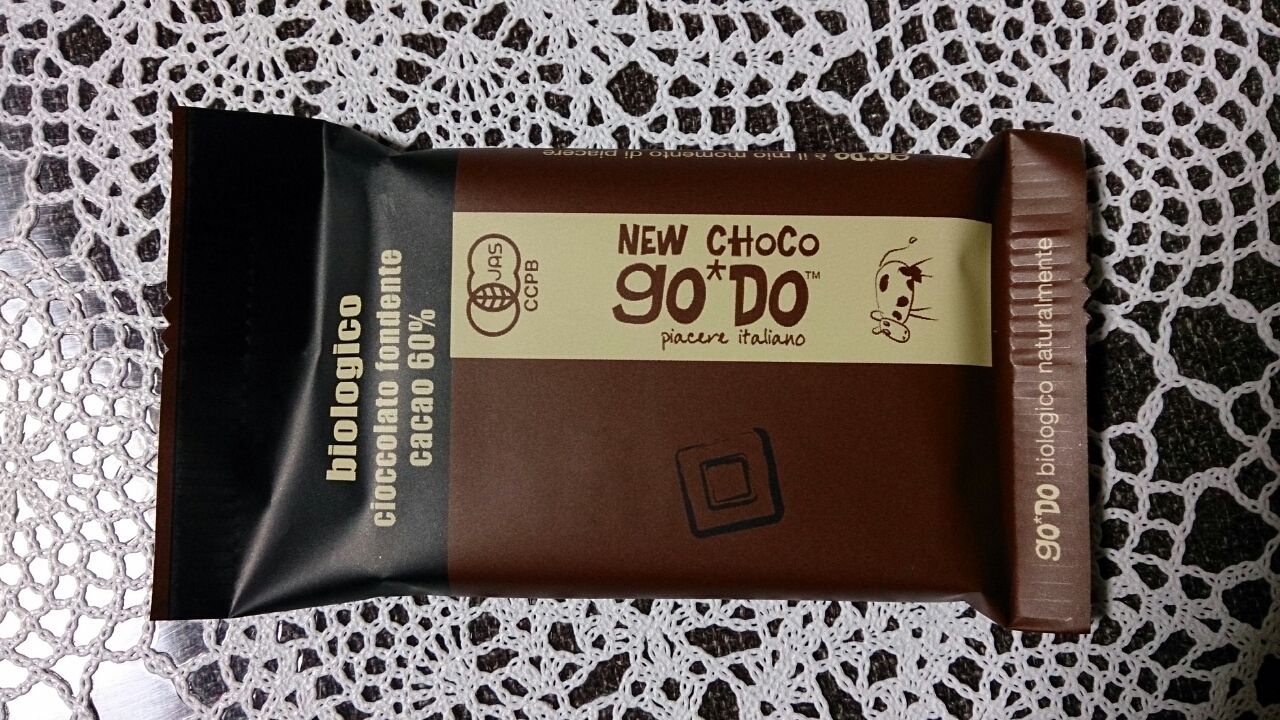 go*DO è il mio momento di piacere
NEW CHOCO
go*DO™
piacere italiano
JAS
CCPB
biologico
cioccolato fondente
cacao 60%
go*DO biologico naturalmente